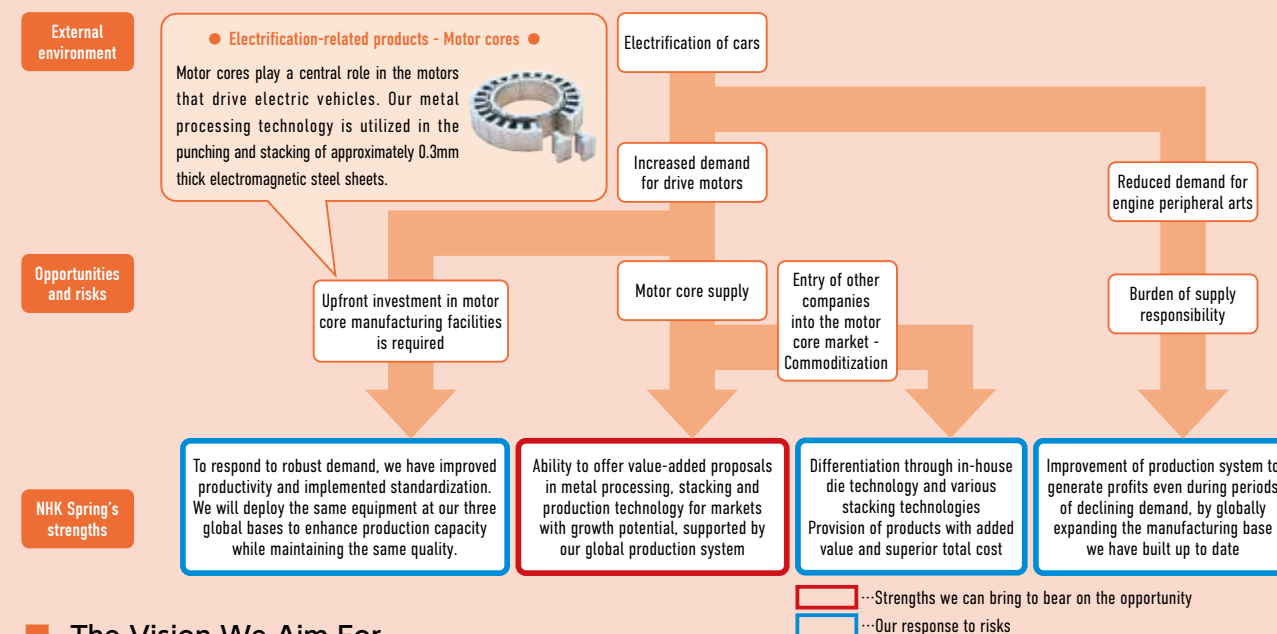 External
environment
● Electrification-related products - Motor cores ●
Motor cores play a central role in the motors
that drive electric vehicles. Our metal
processing technology is utilized in the
punching and stacking of approximately 0.3mm
thick electromagnetic steel sheets.
Electrification of cars
Increased demand
for drive motors
Reduced demand for
engine peripheral arts
Opportunities
and risks
Upfront investment in motor
core manufacturing facilities
is required
Motor core supply
Entry of other
companies
into the motor
core market -
Commoditization
Burden of supply
responsibility
NHK Spring's
strengths
To respond to robust demand, we have improved
productivity and implemented standardization.
We will deploy the same equipment at our three
global bases to enhance production capacity
while maintaining the same quality.
Ability to offer value-added proposals
in metal processing, stacking and
production technology for markets
with growth potential, supported by
our global production system
Differentiation through in-house
die technology and various
stacking technologies
Provision of products with added
value and superior total cost
Improvement of production system to
generate profits even during periods
of declining demand, by globally
expanding the manufacturing base
we have built up to date
···Strengths we can bring to bear on the opportunity
···Our response to risks
The Vision We Aim For